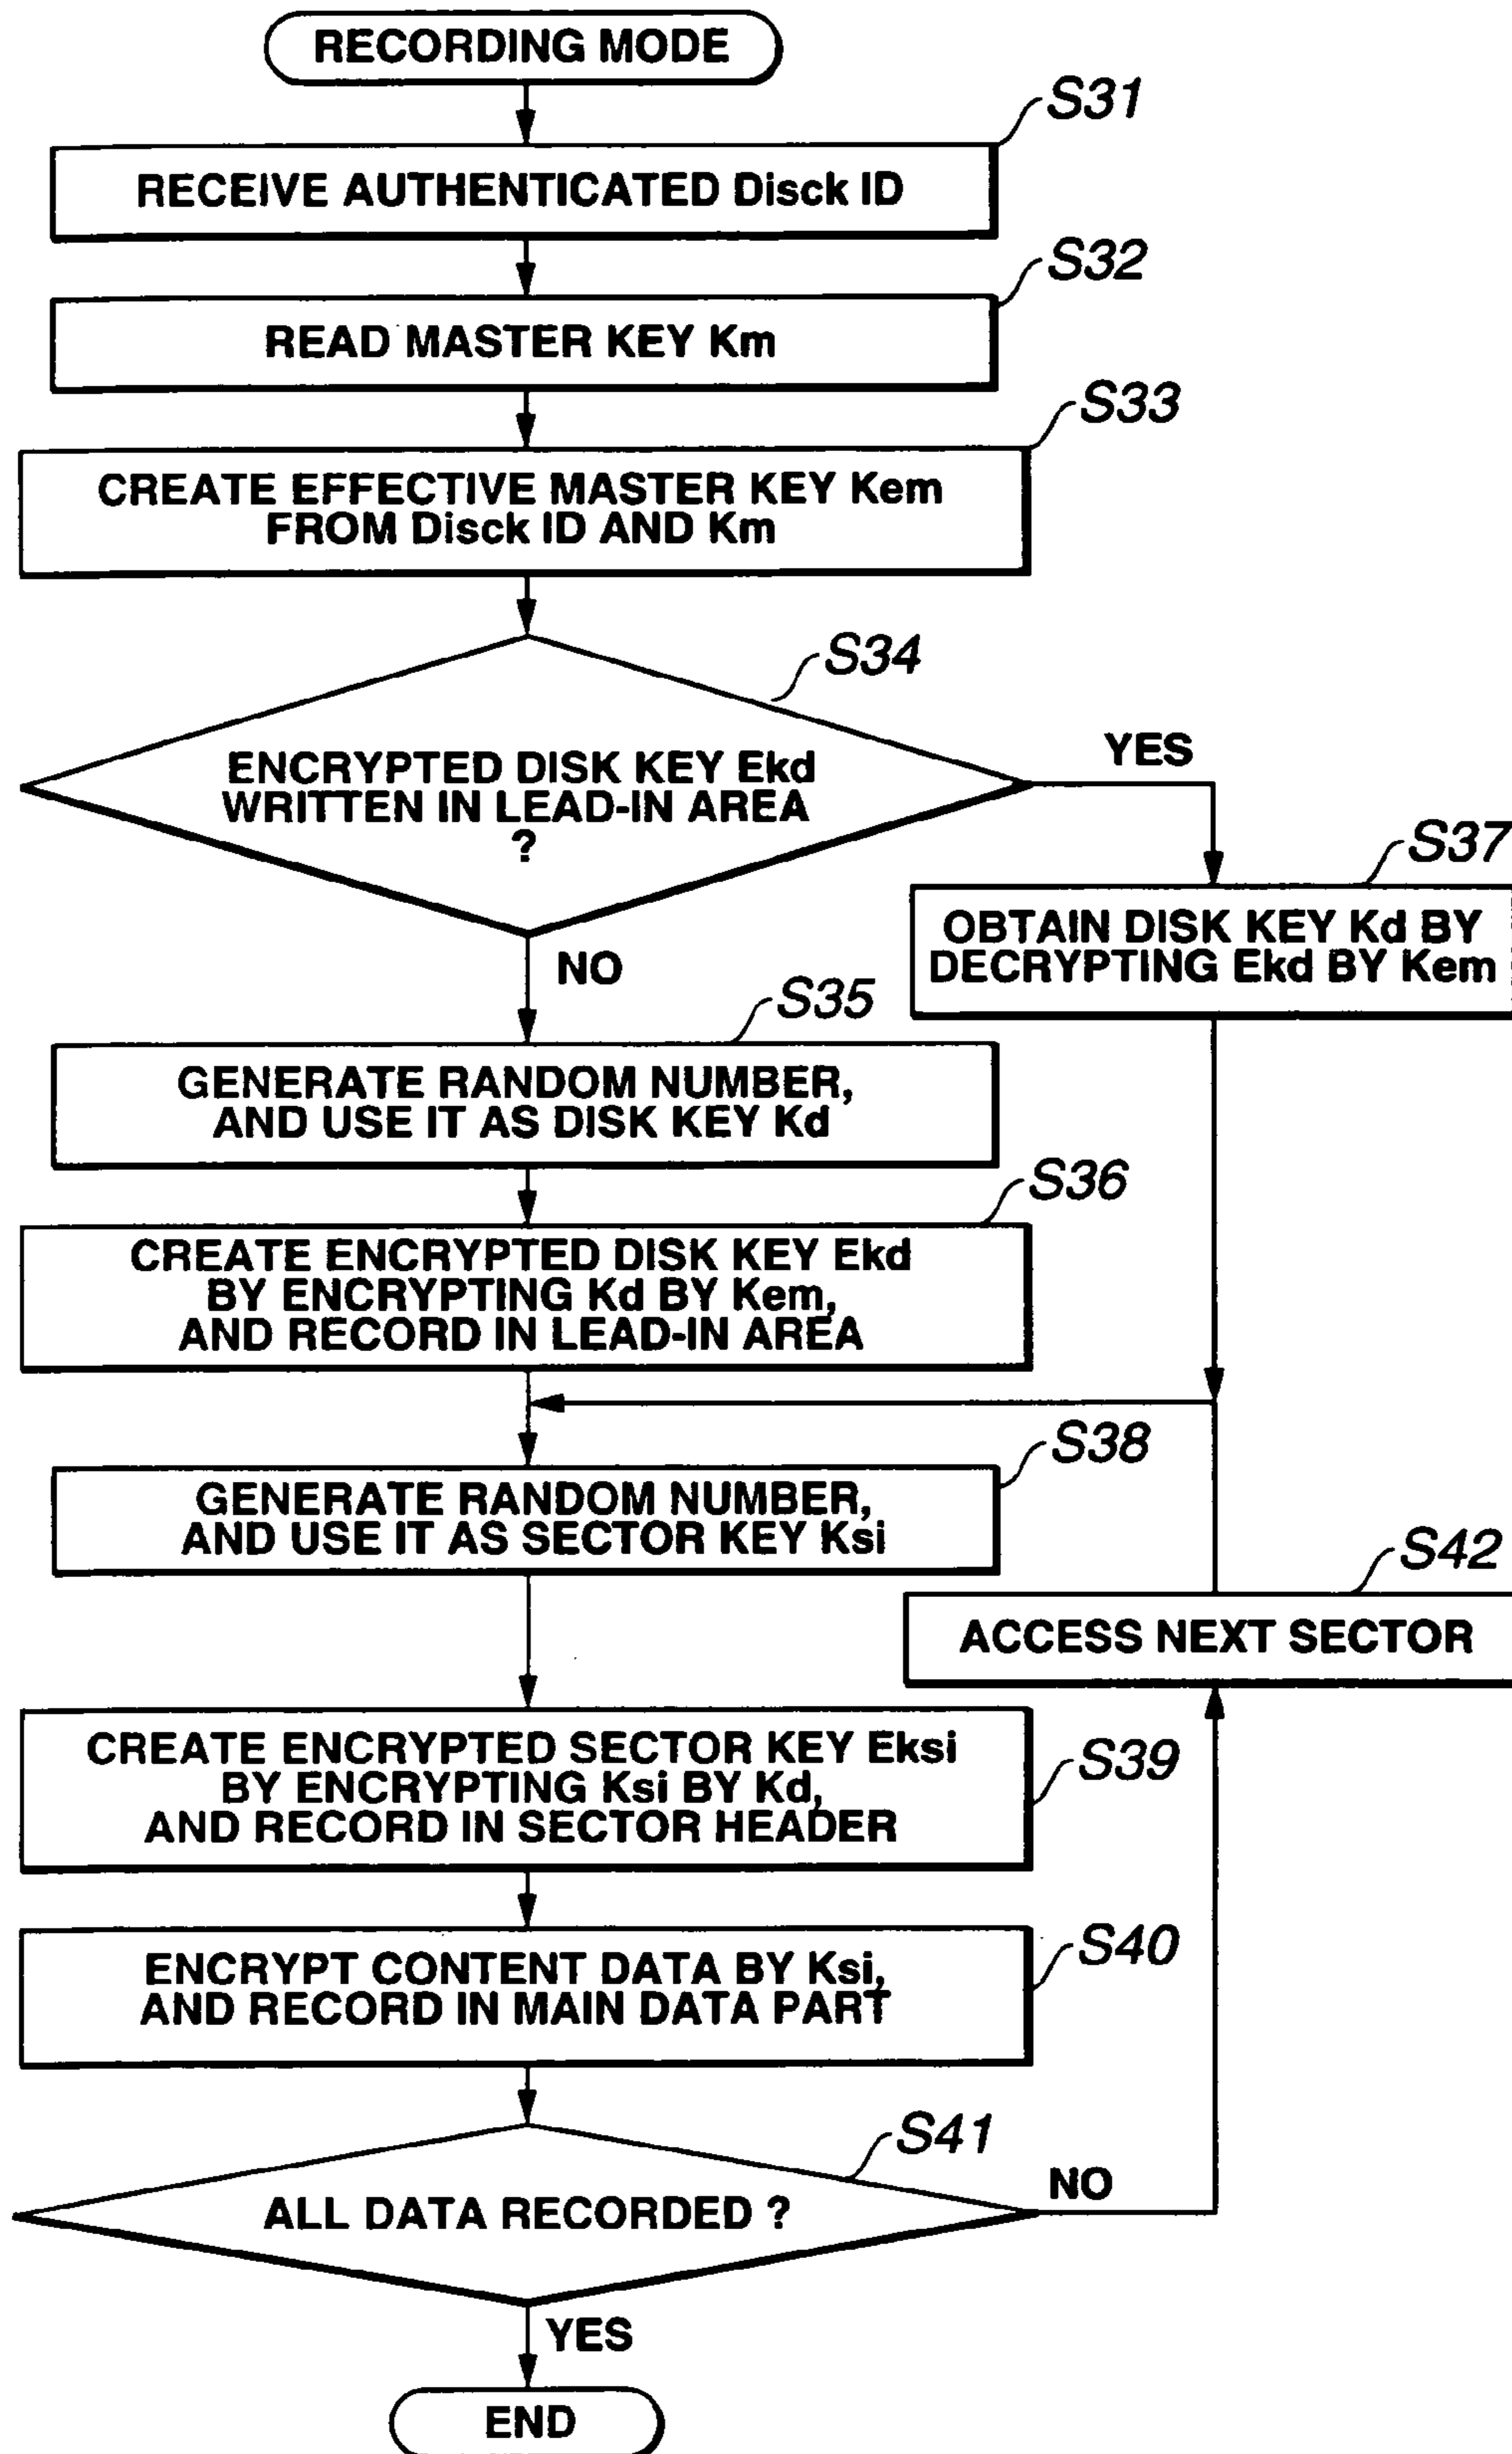 RECORDING MODE
S31
RECEIVE AUTHENTICATED Disck ID
S32
READ MASTER KEY Km
S33
CREATE EFFECTIVE MASTER KEY Kem
FROM Disck ID AND Km
S34
ENCRYPTED DISK KEY Ekd
WRITTEN IN LEAD-IN AREA
?
YES
NO
S37
OBTAIN DISK KEY Kd BY
DECRYPTING Ekd BY Kem
S35
GENERATE RANDOM NUMBER,
AND USE IT AS DISK KEY Kd
S36
CREATE ENCRYPTED DISK KEY Ekd
BY ENCRYPTING Kd BY Kem,
AND RECORD IN LEAD-IN AREA
S38
GENERATE RANDOM NUMBER,
AND USE IT AS SECTOR KEY Ksi
S42
ACCESS NEXT SECTOR
S39
CREATE ENCRYPTED SECTOR KEY Eksi
BY ENCRYPTING Ksi BY Kd,
AND RECORD IN SECTOR HEADER
S40
ENCRYPT CONTENT DATA BY Ksi,
AND RECORD IN MAIN DATA PART
S41
ALL DATA RECORDED ?
NO
YES
END